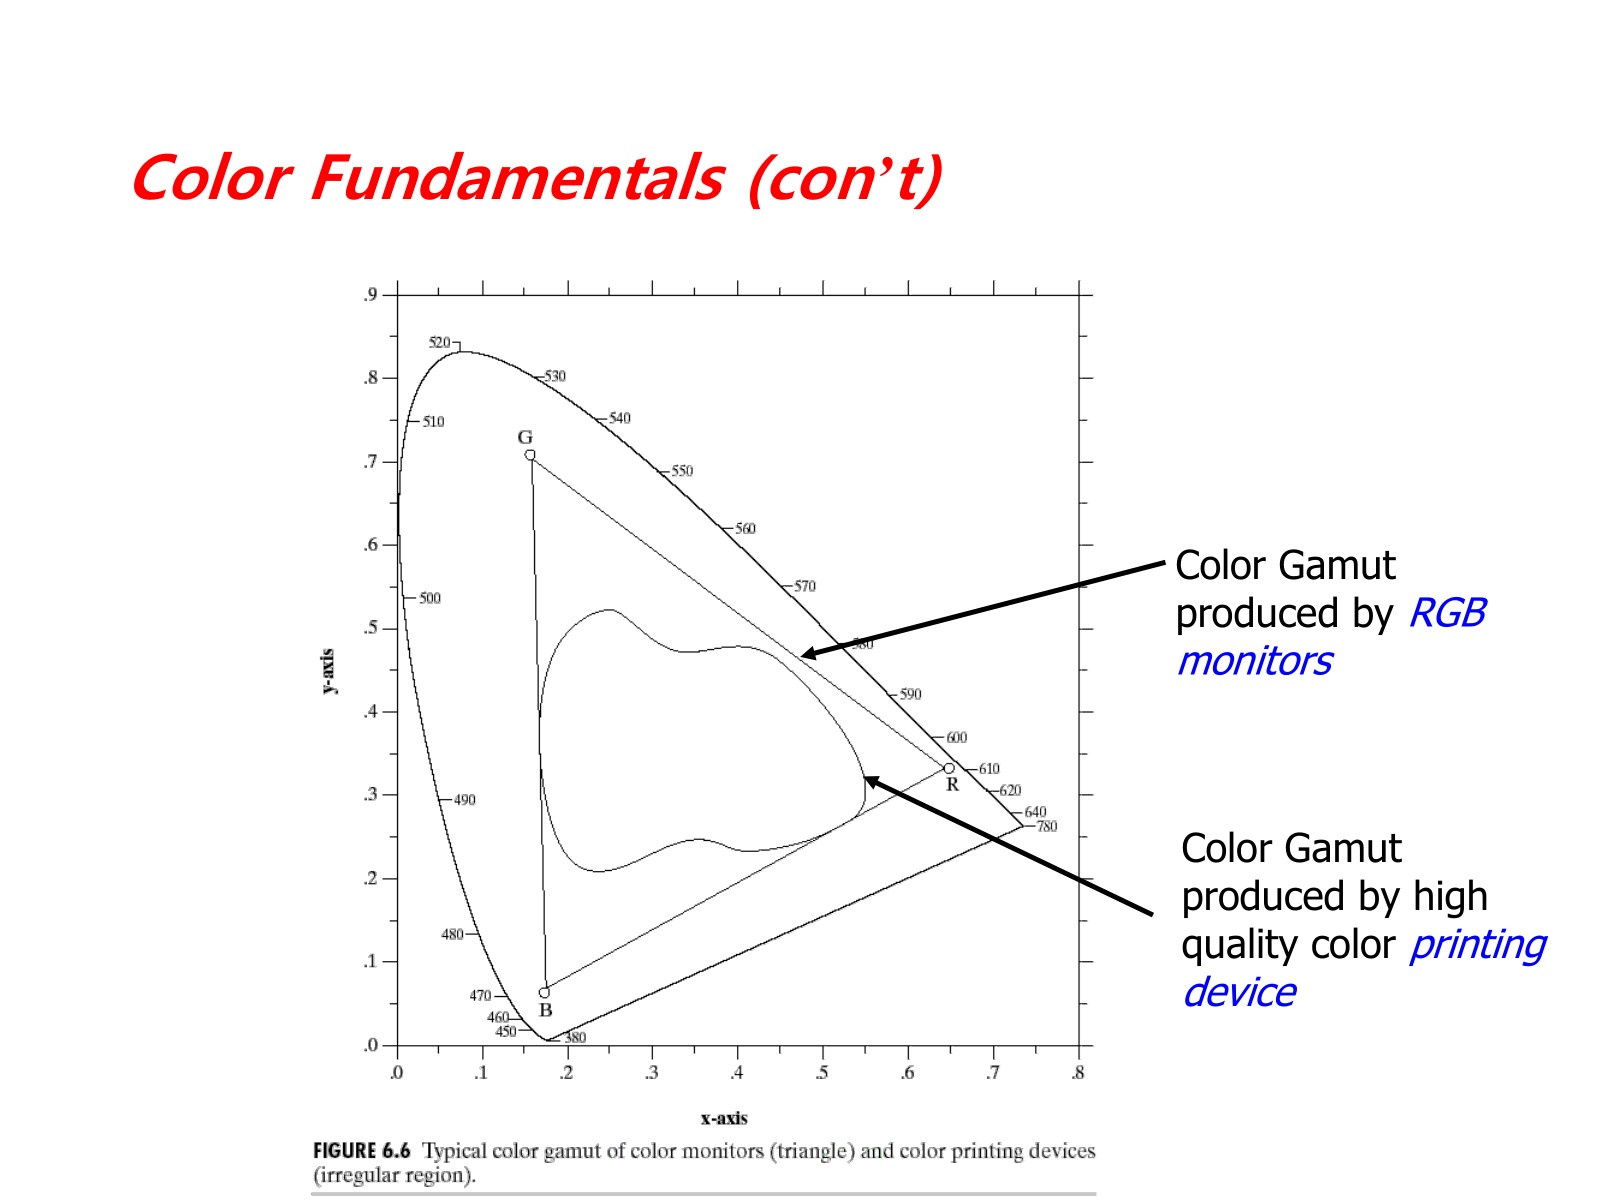 Color Fundamentals (con’t)
.9
.8
.7
.6
.5
.4
.3
.2
.1
.0
y-axis
520
530
540
510
G
550
560
570
500
580
590
600
610
R
620
640
780
490
480
470
460
450
B
380
.0 .1 .2 .3 .4 .5 .6 .7 .8
x-axis
Color Gamut
produced by RGB
monitors
Color Gamut
produced by high
quality color printing
device
FIGURE 6.6 Typical color gamut of color monitors (triangle) and color printing devices
(irregular region).